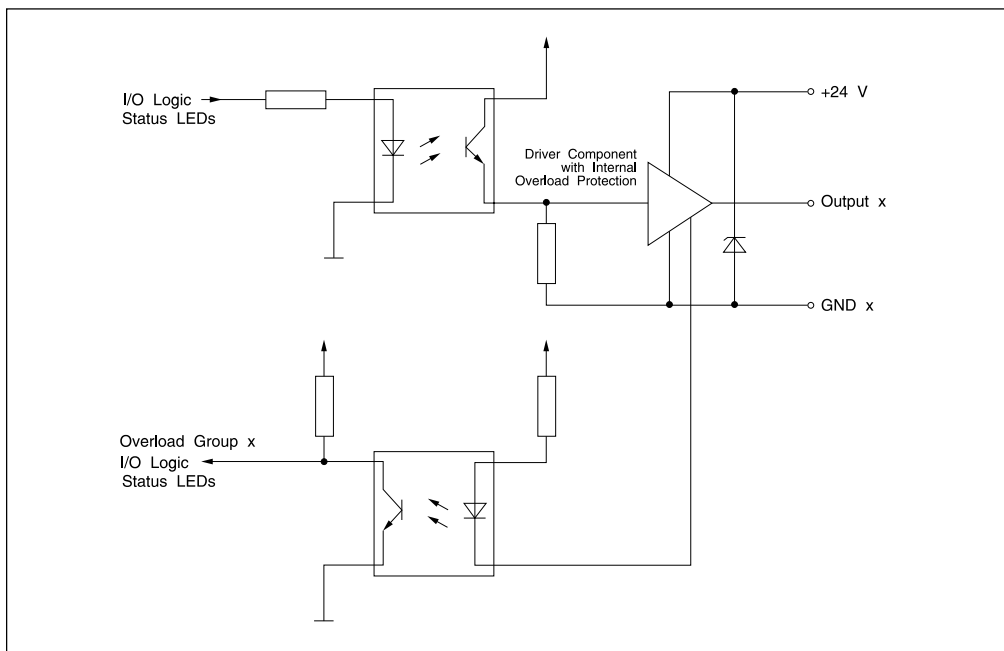 I/O Logic
Status LEDs
+24 V
Driver Component
with Internal
Overload Protection
Output x
GND x
Overload Group x
I/O Logic
Status LEDs